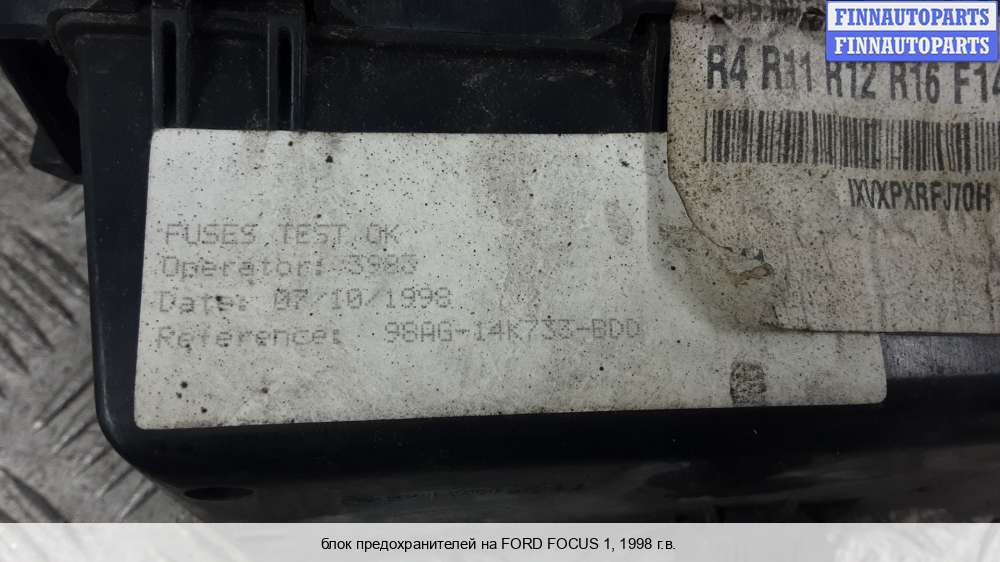 FINNAUTOPARTS
FINNAUTOPARTS
R4 R11 R12 R16 F14
IXVXPXRFJ70H
FUSES TEST OK
Operator: 3983
Date: 07/10/1998
Reference: 98AG-14K733-BDD
блок предохранителей на FORD FOCUS 1, 1998 г.в.